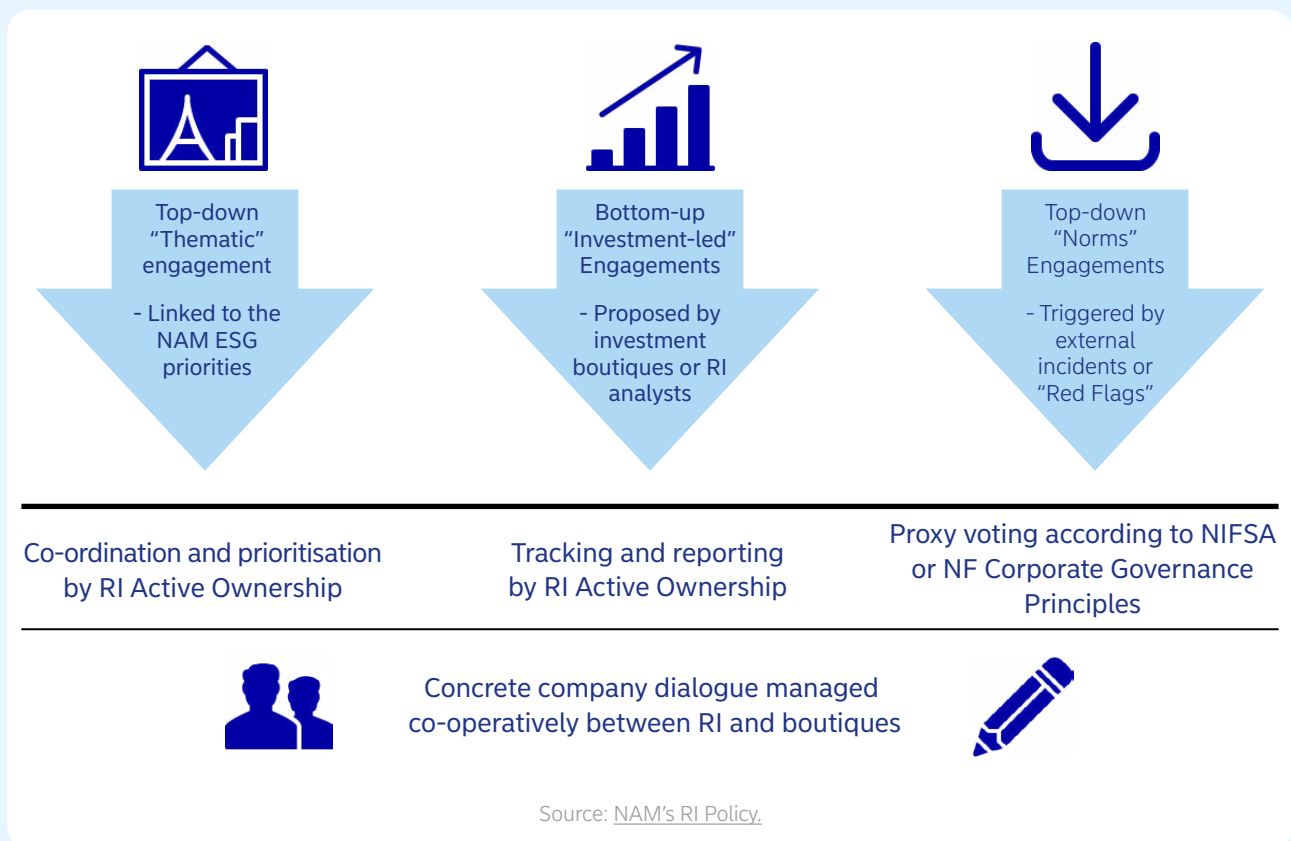 Top-down
“Thematic”
engagement
- Linked to the
NAM ESG
priorities
Bottom-up
“Investment-led”
Engagements
- Proposed by
investment
boutiques or RI
analysts
Top-down
“Norms”
Engagements
- Triggered by
external
incidents or
“Red Flags”
Co-ordination and prioritisation
by RI Active Ownership
Tracking and reporting
by RI Active Ownership
Proxy voting according to NIFSA
or NF Corporate Governance
Principles
Concrete company dialogue managed
co-operatively between RI and boutiques
Source: NAM’s RI Policy.